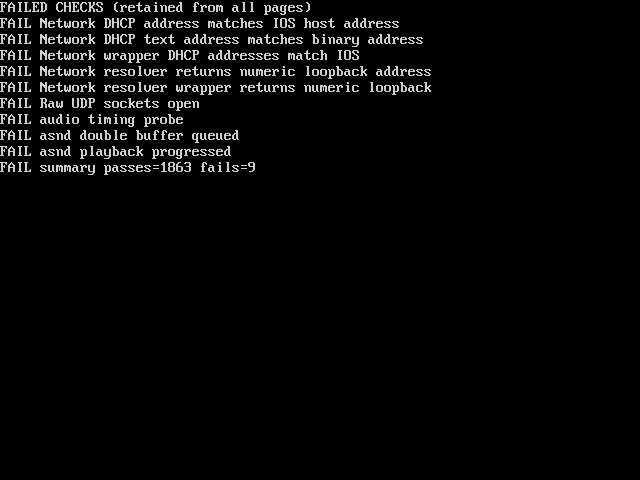 FAILED CHECKS (retained from all pages)
FAIL Network DHCP address matches IOS host address
FAIL Network DHCP text address matches binary address
FAIL Network wrapper DHCP addresses match IOS
FAIL Network resolver returns numeric loopback address
FAIL Network resolver wrapper returns numeric loopback
FAIL Raw UDP sockets open
FAIL audio timing probe
FAIL asnd double buffer queued
FAIL asnd playback progressed
FAIL summary passes=1863 fails=9